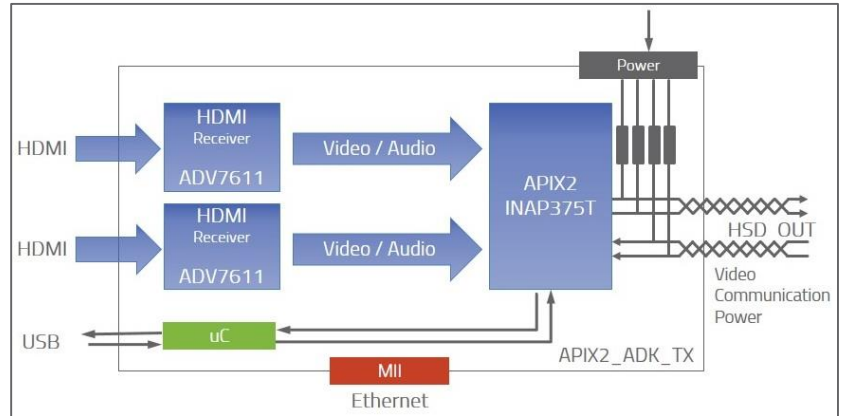 Power
HDMI
HDMI
Receiver
ADV7611
Video / Audio
APIX2
INAP375T
HDMI
HDMI
Receiver
ADV7611
Video / Audio
HSD_OUT
Video
Communication
Power
USB
uC
MII
Ethernet
APIX2_ADK_TX